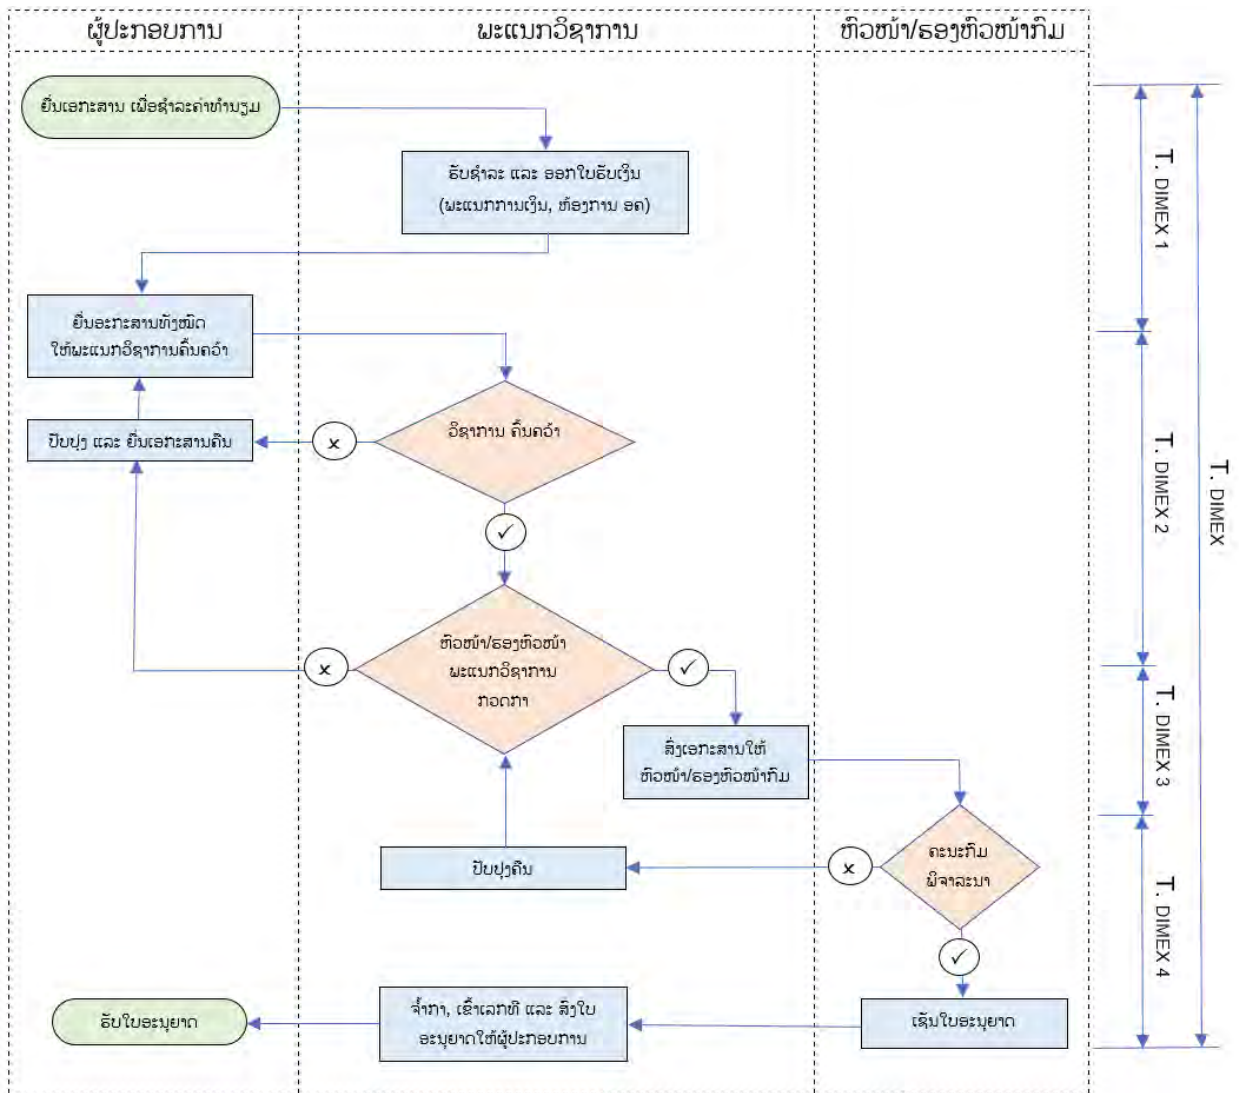 ຜູ້ປະກອບການ
ພະແນກວິຊາການ
ຫົວໜ້າ/ຮອງຫົວໜ້າກົມ
ຍື່ນເອກະສານ ເພື່ອຊຳລະຄ່າທຳນຽມ
ຮັບຊຳລະ ແລະ ອອກໃບຮັບເງິນ
(ພະແນກການເງິນ, ຫ້ອງການ ອຄ)
T. DIMEX 1
ຍື່ນອະກະສານທັງໝົດ
ໃຫ້ພະແນກວິຊາການຄົ້ນຄວ້າ
ວິຊາການ ຄົ້ນຄວ້າ
x
ປັບປຸງ ແລະ ຍື່ນເອກະສານຄືນ
✓
T. DIMEX 2
T. DIMEX
ຫົວໜ້າ/ຮອງຫົວໜ້າ
ພະແນກວິຊາການ
ກວດກາ
x
✓
ສົ່ງເອກະສານໃຫ້
ຫົວໜ້າ/ຮອງຫົວໜ້າກົມ
T. DIMEX 3
ຄະນະກົມ
ພິຈາລະນາ
x
ປັບປຸງຄືນ
✓
T. DIMEX 4
ເຊັນໃບອະນຸຍາດ
ຈ້ຳກາ, ເຂົ້າເລກທີ ແລະ ສົ່ງໃບ
ອະນຸຍາດໃຫ້ຜູ້ປະກອບການ
ຮັບໃບອະນຸຍາດ